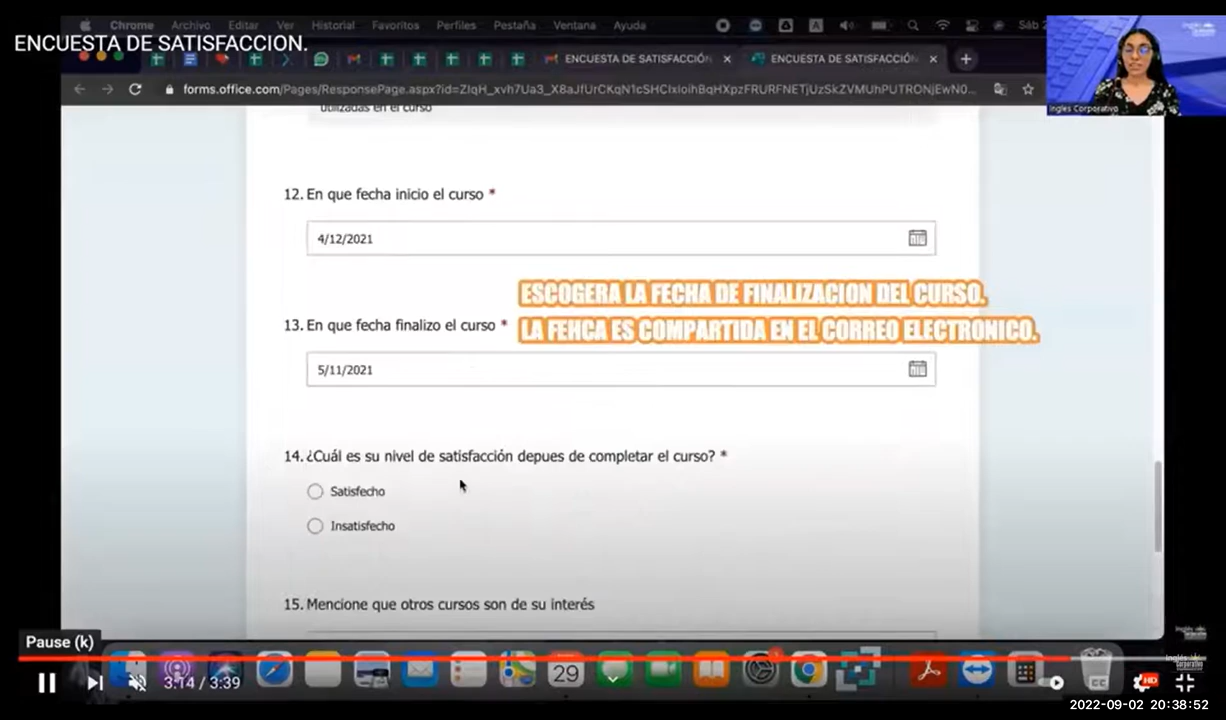 Chrome Archivo Editar Ver Historial Favoritos Perfiles Pestaña Ventana Ayuda Sáb 2
ENCUESTA DE SATISFACCION.
ENCUESTA DE SATISFACCIÓN ENCUESTA DE SATISFACCIÓN
forms.office.com/Pages/ResponsePage.aspx?id=
Ingles Corporativo
utilizadas en el curso
12. En que fecha inicio el curso *
4/12/2021
ESCOGERA LA FECHA DE FINALIZACION DEL CURSO.
13. En que fecha finalizo el curso *
LA FEHCA ES COMPARTIDA EN EL CORREO ELECTRONICO.
5/11/2021
14. ¿Cuál es su nivel de satisfacción depues de completar el curso? *
Satisfecho
Insatisfecho
15. Mencione que otros cursos son de su interés
Pause (k)
29
3:14 / 3:39
HD
2022-09-02 20:38:52